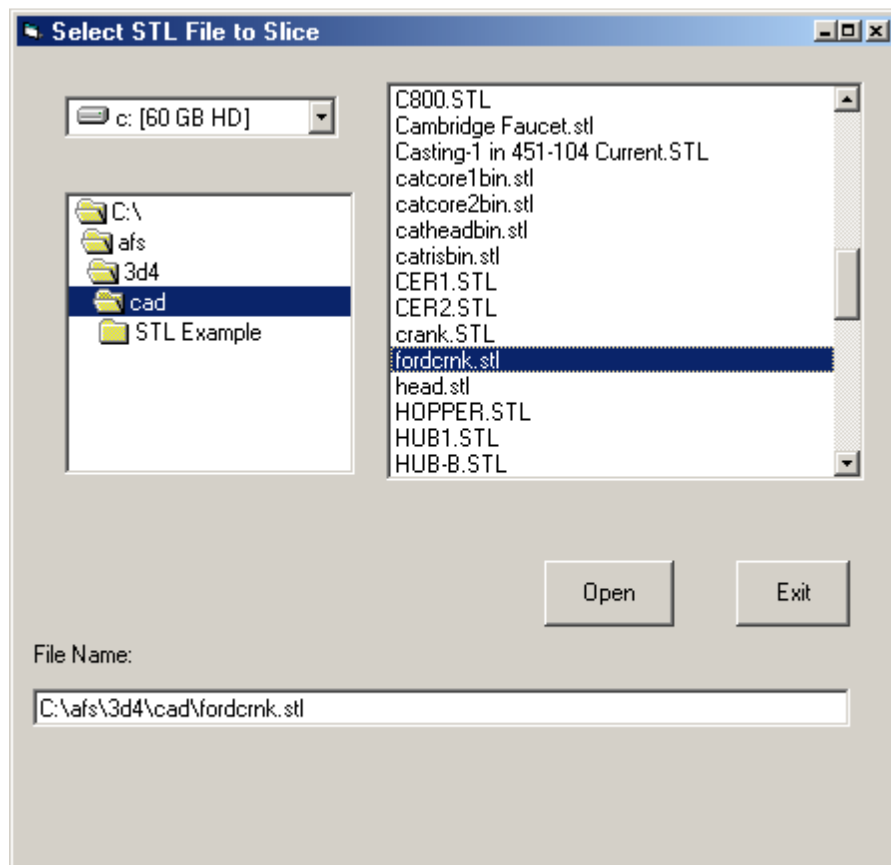 Select STL File to Slice
c: [60 GB HD]
C:\
afs
3d4
cad
STL Example
C800.STL
Cambridge Faucet.stl
Casting-1 in 451-104 Current.STL
catcore1bin.stl
catcore2bin.stl
catheadbin.stl
catrisbin.stl
CER1.STL
CER2.STL
crank.STL
fordcrnk.stl
head.stl
HOPPER.STL
HUB1.STL
HUB-B.STL
Open
Exit
File Name:
C:\afs\3d4\cad\fordcrnk.stl